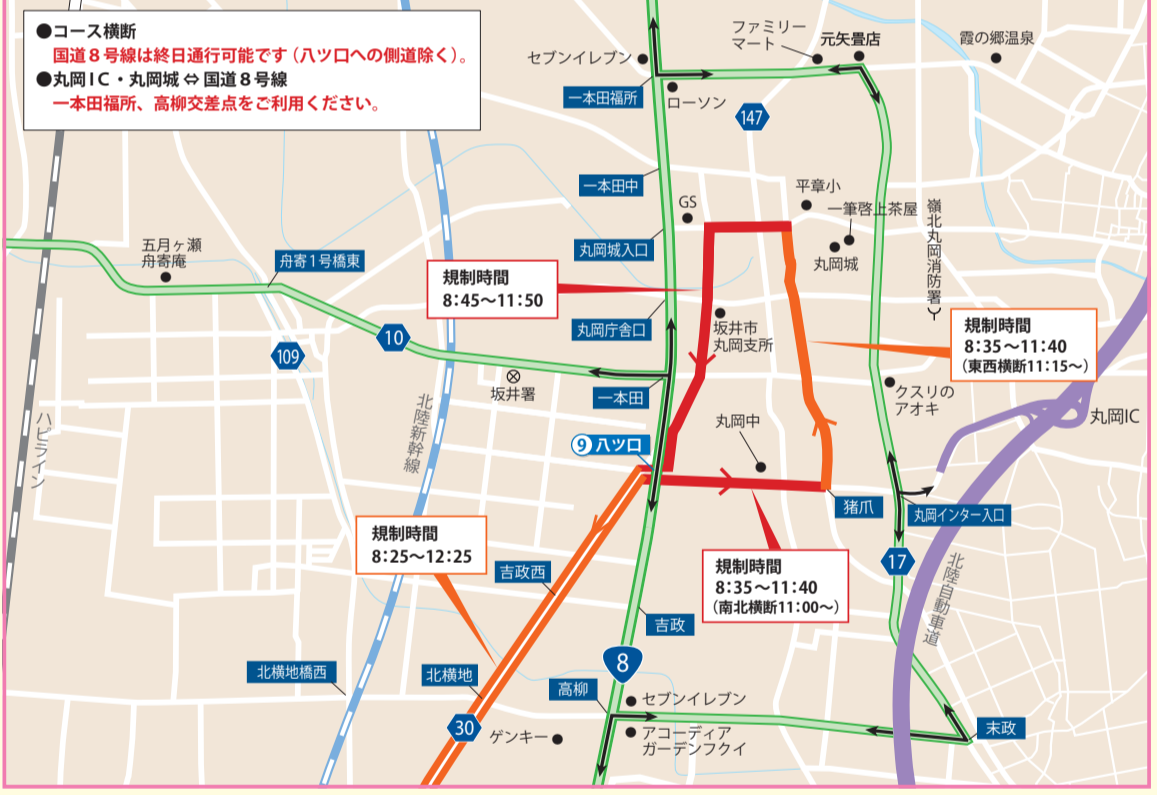 ●コース横断
国道８号線は終日通行可能です（八ツ口への側道除く）。
●丸岡IC・丸岡城 ⇔ 国道８号線
一本田福所、高柳交差点をご利用ください。
セブンイレブン
ファミリー
マート
元矢畳店
霞の郷温泉
一本田福所
ローソン
147
一本田中
GS
平章小
一筆啓上茶屋
丸岡城
嶺北丸岡消防署
丸岡城入口
五月ヶ瀬
舟寄庵
舟寄１号橋東
規制時間
8：45〜11：50
丸岡庁舎口
坂井市
丸岡支所
規制時間
8：35〜11：40
（東西横断11：15〜）
10
109
坂井署
一本田
クスリの
アオキ
丸岡IC
ハピライン
北陸新幹線
丸岡中
⑨八ツ口
猪爪
丸岡インター入口
規制時間
8：25〜12：25
吉政西
規制時間
8：35〜11：40
（南北横断11：00〜）
17
北陸自動車道
吉政
8
北横地橋西
北横地
高柳
セブンイレブン
30
ゲンキー
アコーディア
ガーデンフクイ
末政